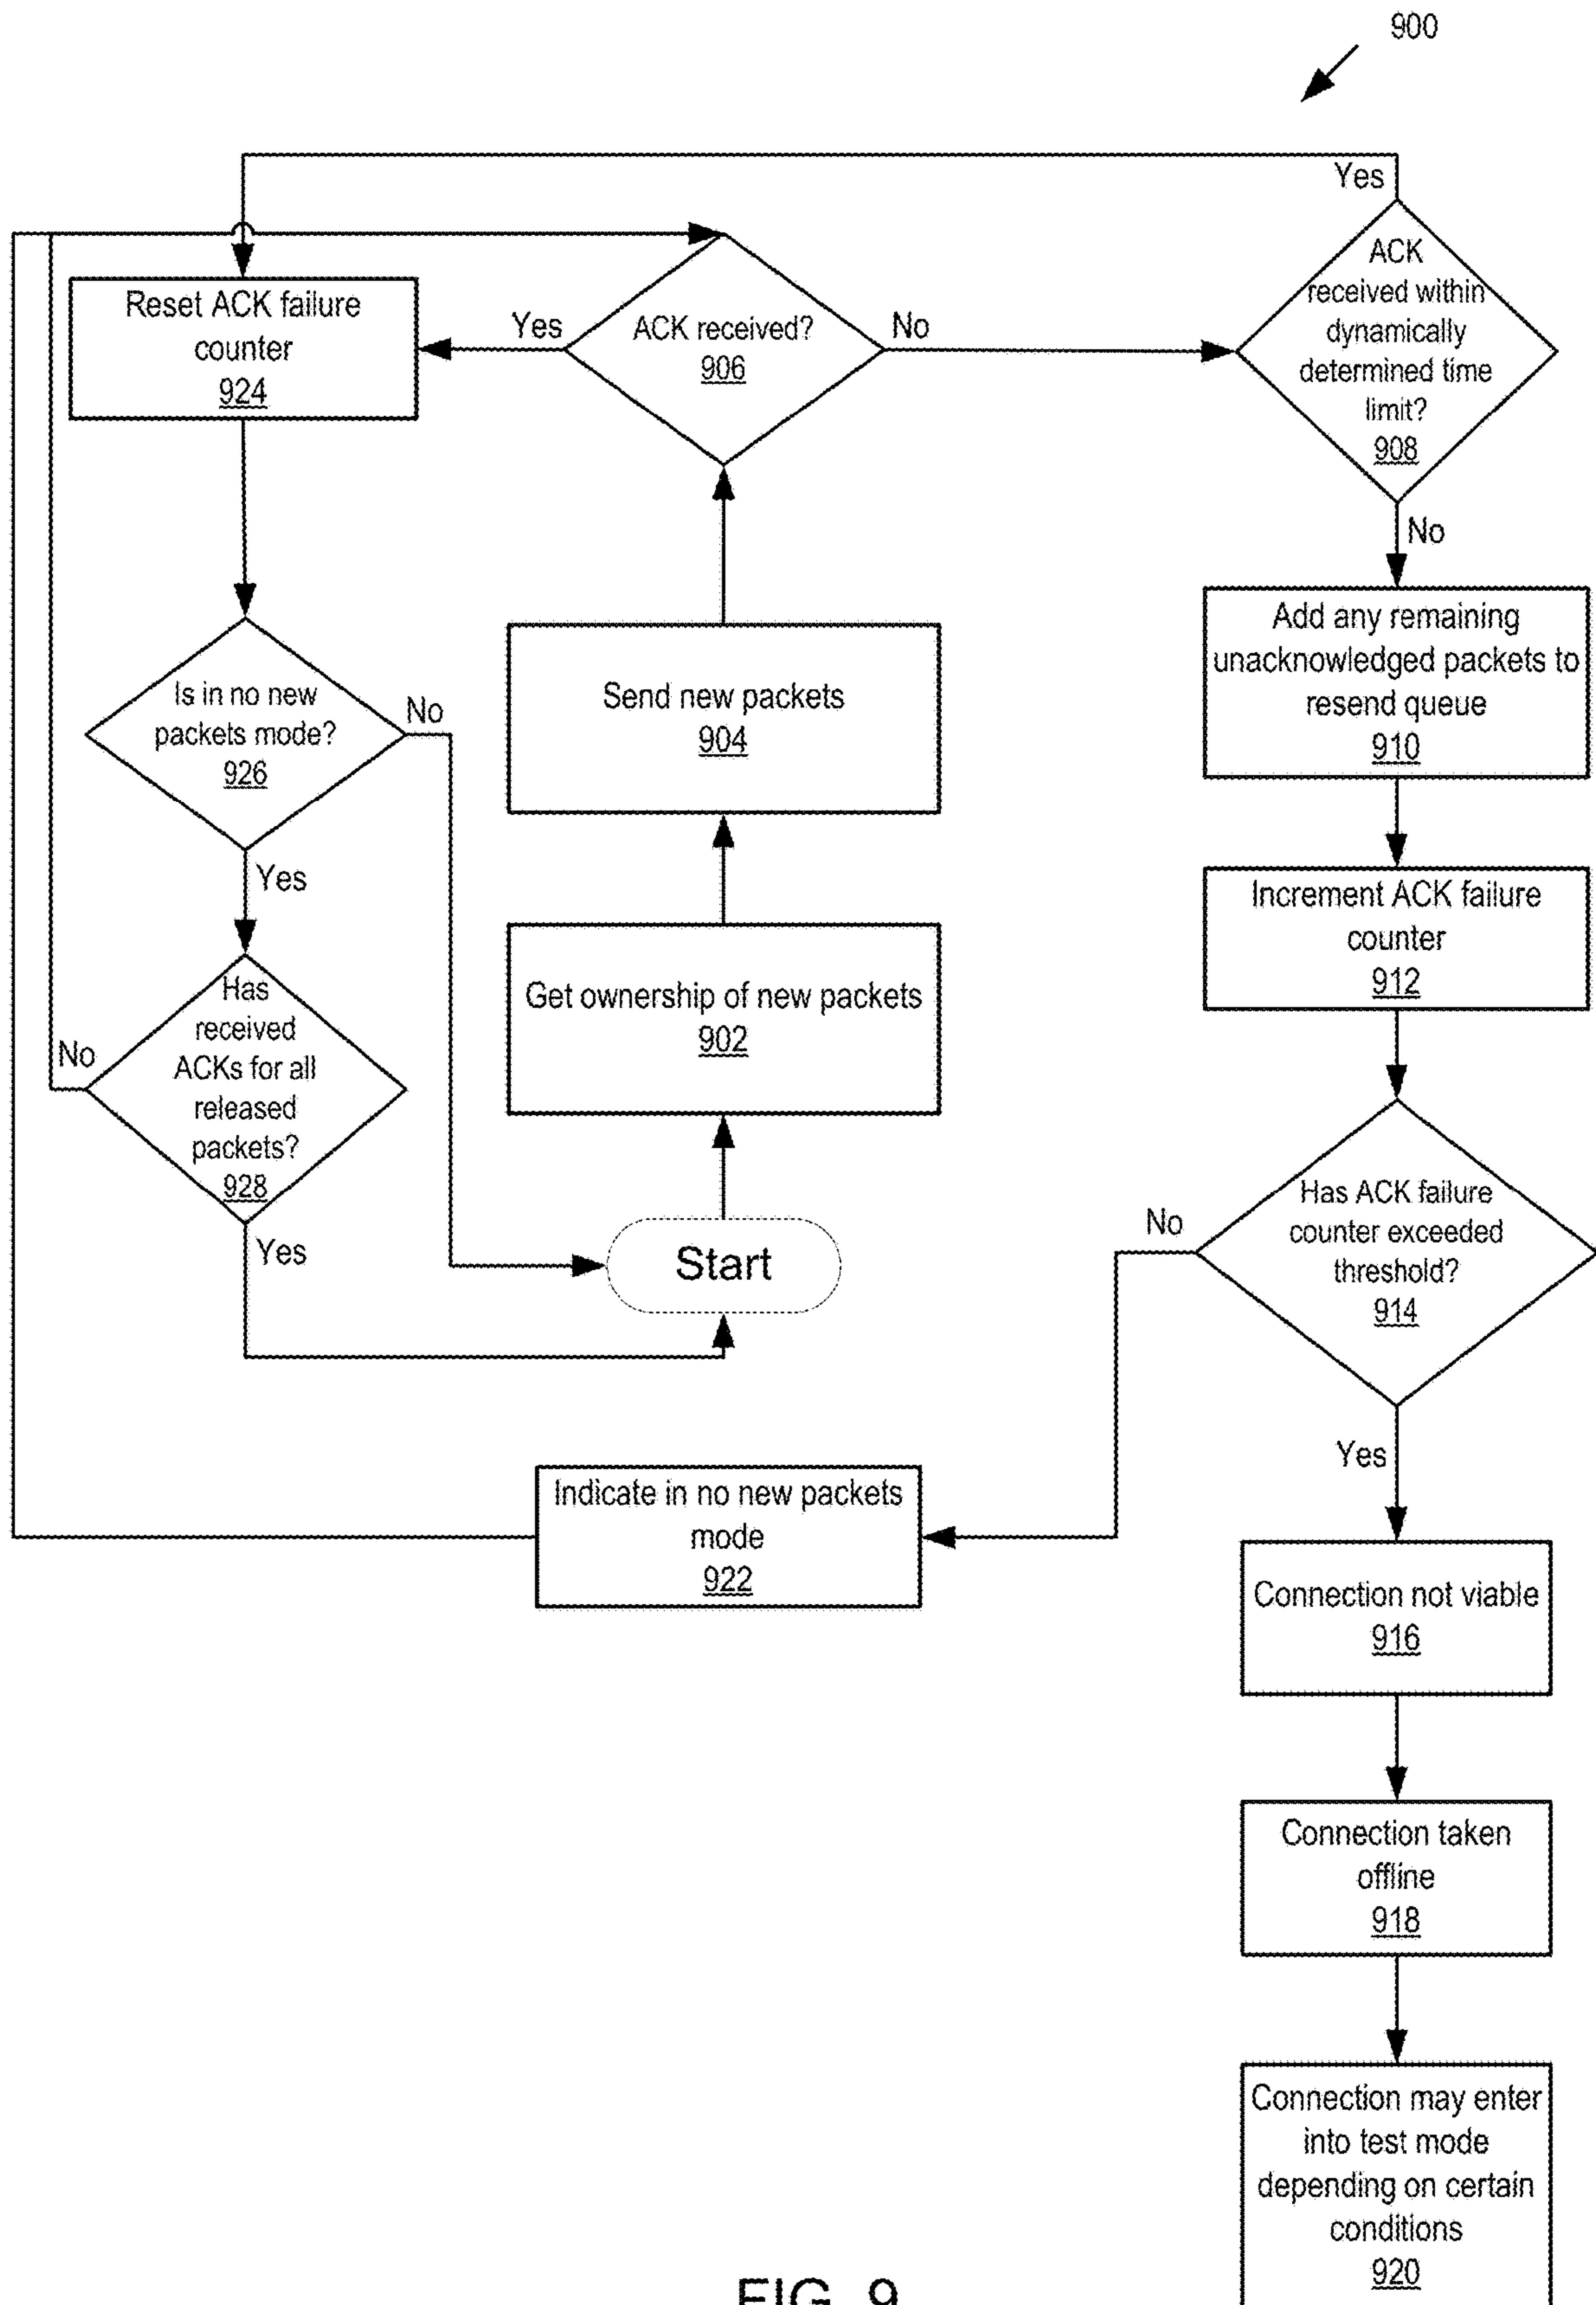 900
Yes
ACK
received within
dynamically
determined time
limit?
908
Reset ACK failure
counter
924
Yes
ACK received?
906
No
No
Add any remaining
unacknowledged packets to
resend queue
910
Is in no new
packets mode?
926
No
Send new packets
904
Yes
Increment ACK failure
counter
912
Get ownership of new packets
902
Has
received
ACKs for all
released
packets?
928
No
Yes
Start
Has ACK failure
counter exceeded
threshold?
914
No
Yes
Indicate in no new packets
mode
922
Connection not viable
916
Connection taken
offline
918
Connection may enter
into test mode
depending on certain
conditions
920
FIG. 9